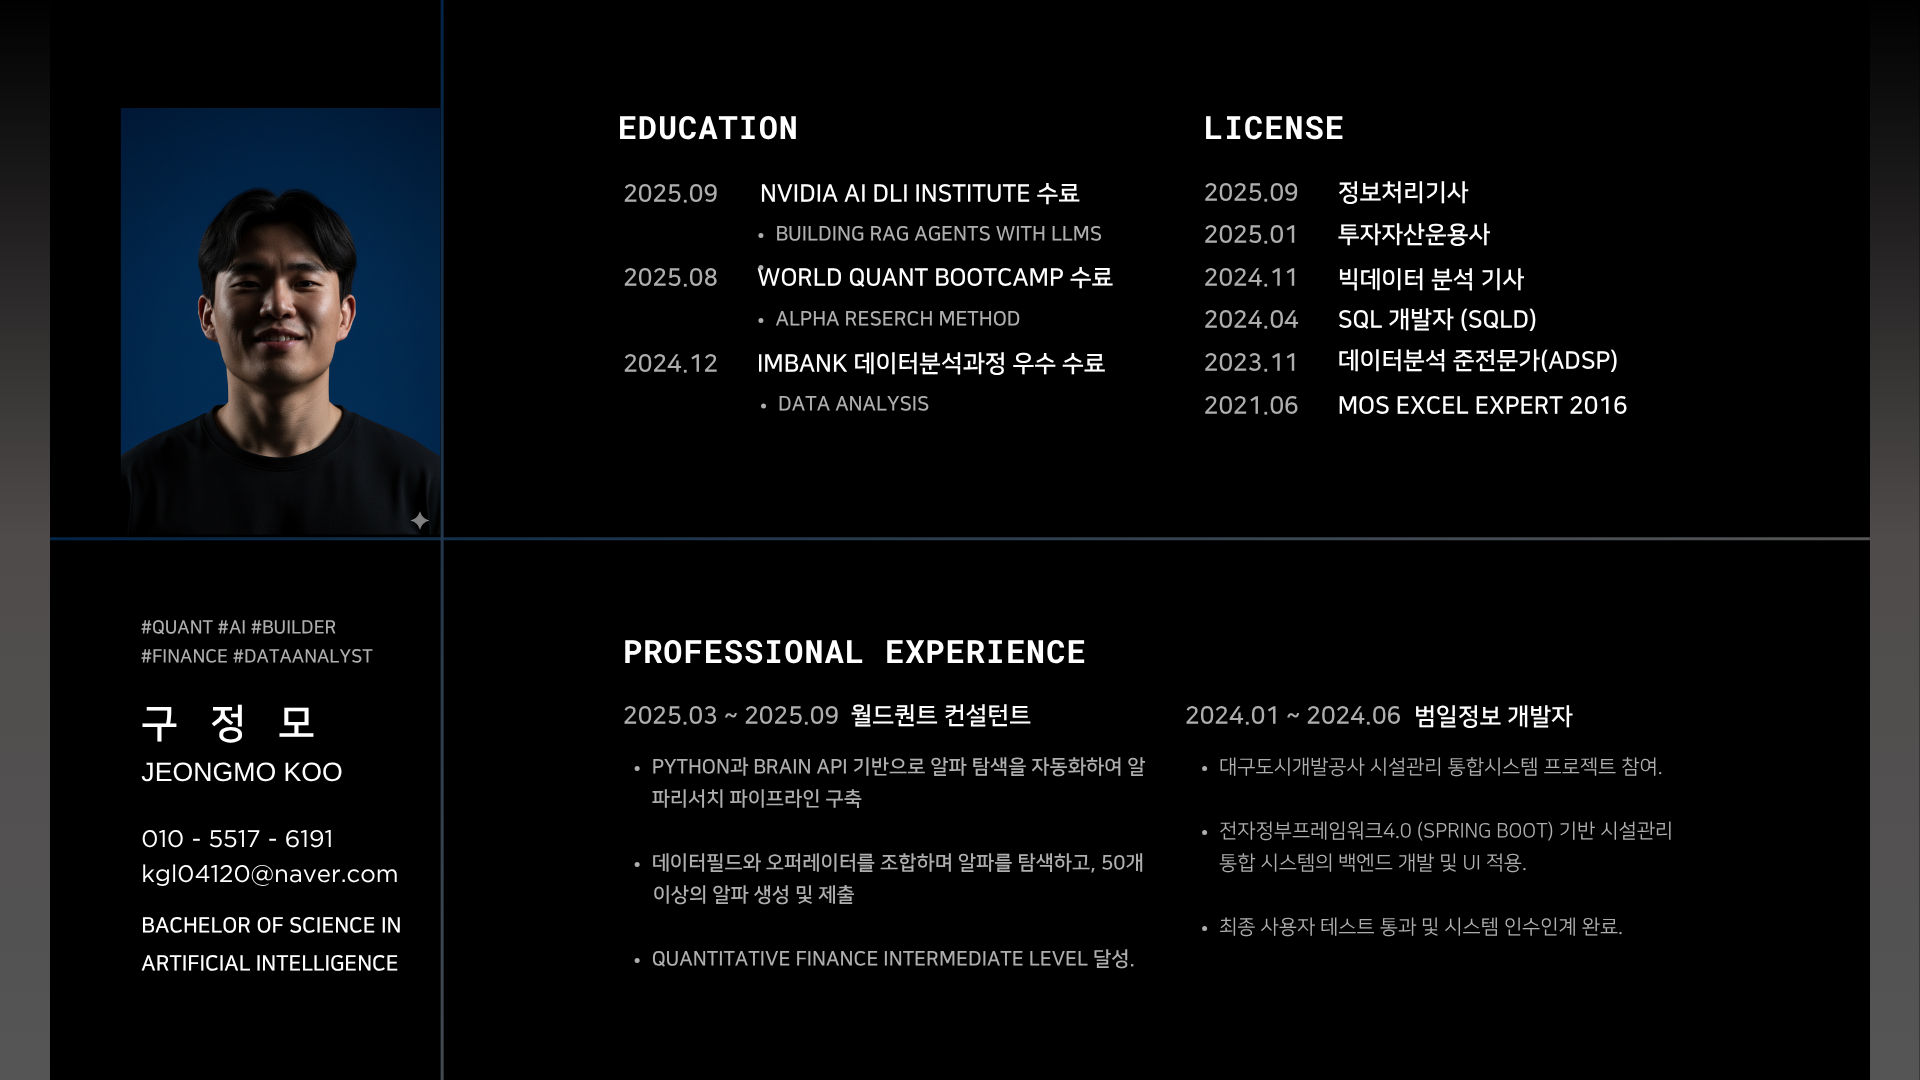 EDUCATION
2025.09 NVIDIA AI DLI INSTITUTE 수료
• BUILDING RAG AGENTS WITH LLMS
2025.08 WORLD QUANT BOOTCAMP 수료
• ALPHA RESERCH METHOD
2024.12 IMBANK 데이터분석과정 우수 수료
• DATA ANALYSIS
LICENSE
2025.09 정보처리기사
2025.01 투자자산운용사
2024.11 빅데이터 분석 기사
2024.04 SQL 개발자 (SQLD)
2023.11 데이터분석 준전문가(ADSP)
2021.06 MOS EXCEL EXPERT 2016
#QUANT #AI #BUILDER
#FINANCE #DATAANALYST
구 정 모
JEONGMO KOO
010 - 5517 - 6191
kgl04120@naver.com
BACHELOR OF SCIENCE IN
ARTIFICIAL INTELLIGENCE
PROFESSIONAL EXPERIENCE
2025.03 ~ 2025.09 월드퀀트 컨설턴트
• PYTHON과 BRAIN API 기반으로 알파 탐색을 자동화하여 알
파리서치 파이프라인 구축
• 데이터필드와 오퍼레이터를 조합하며 알파를 탐색하고, 50개
이상의 알파 생성 및 제출
• QUANTITATIVE FINANCE INTERMEDIATE LEVEL 달성.
2024.01 ~ 2024.06 범일정보 개발자
• 대구도시개발공사 시설관리 통합시스템 프로젝트 참여.
• 전자정부프레임워크4.0 (SPRING BOOT) 기반 시설관리
통합 시스템의 백엔드 개발 및 UI 적용.
• 최종 사용자 테스트 통과 및 시스템 인수인계 완료.